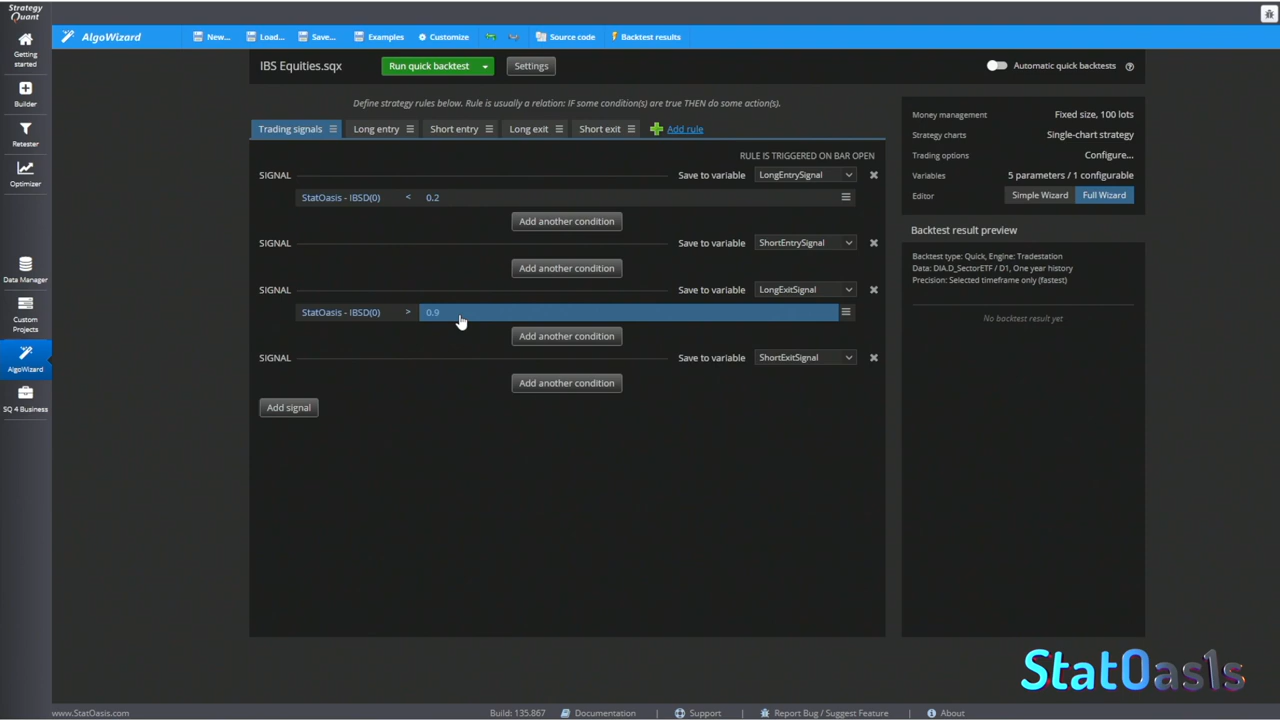 Strategy
Quant
AlgoWizard
New...
Load...
Save...
Examples
Customize
Source code
Backtest results
Getting
started
Builder
Retester
Optimizer
Data Manager
Custom
Projects
AlgoWizard
SQ 4 Business
IBS Equities.sqx
Run quick backtest
Settings
Automatic quick backtests
Define strategy rules below. Rule is usually a relation: IF some condition(s) are true THEN do some action(s).
Trading signals
Long entry
Short entry
Long exit
Short exit
Add rule
RULE IS TRIGGERED ON BAR OPEN
SIGNAL
Save to variable
LongEntrySignal
StatOasis - IBSD(0) < 0.2
Add another condition
SIGNAL
Save to variable
ShortEntrySignal
Add another condition
SIGNAL
Save to variable
LongExitSignal
StatOasis - IBSD(0) > 0.9
Add another condition
SIGNAL
Save to variable
ShortExitSignal
Add another condition
Add signal
Money management Fixed size, 100 lots
Strategy charts Single-chart strategy
Trading options Configure...
Variables 5 parameters / 1 configurable
Editor Simple Wizard Full Wizard
Backtest result preview
Backtest type: Quick, Engine: Tradestation
Data: DIA.D_SectorETF / D1, One year history
Precision: Selected timeframe only (fastest)
No backtest result yet
StatOas1s
www.StatOasis.com
Build: 135.867
Documentation
Support
Report Bug / Suggest Feature
About